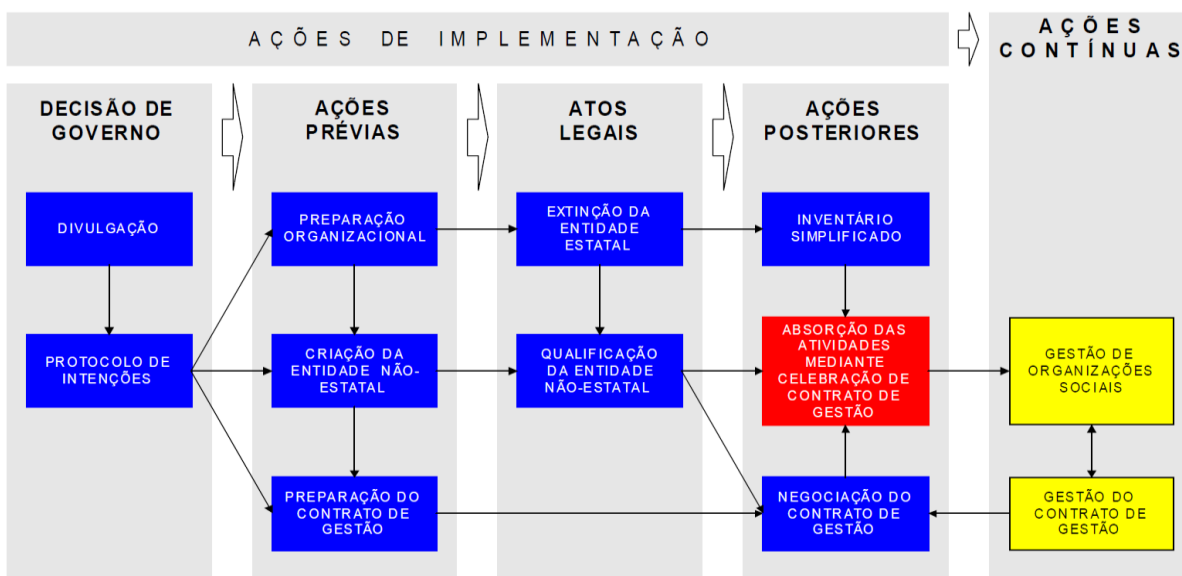 AÇÕES DE IMPLEMENTAÇÃO
AÇÕES
CONTÍNUAS
DECISÃO DE
GOVERNO
AÇÕES
PRÉVIAS
ATOS
LEGAIS
AÇÕES
POSTERIORES
DIVULGAÇÃO
PREPARAÇÃO
ORGANIZACIONAL
EXTINÇÃO DA
ENTIDADE
ESTATAL
INVENTÁRIO
SIMPLIFICADO
PROTOCOLO DE
INTENÇÕES
CRIAÇÃO DA
ENTIDADE NÃO-
ESTATAL
QUALIFICAÇÃO
DA ENTIDADE
NÃO-ESTATAL
ABSORÇÃO DAS
ATIVIDADES
MEDIANTE
CELEBRAÇÃO DE
CONTRATO DE
GESTÃO
GESTÃO DE
ORGANIZAÇÕES
SOCIAIS
PREPARAÇÃO DO
CONTRATO DE
GESTÃO
NEGOCIAÇÃO DO
CONTRATO DE
GESTÃO
GESTÃO DO
CONTRATO DE
GESTÃO